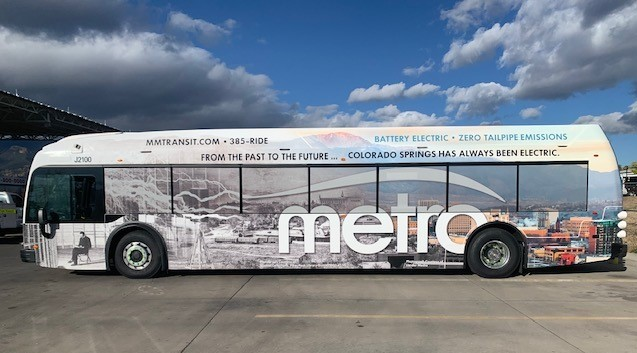 MMTRANSIT.COM • 385-RIDE
BATTERY ELECTRIC • ZERO TAILPIPE EMISSIONS
J2100
FROM THE PAST TO THE FUTURE ... COLORADO SPRINGS HAS ALWAYS BEEN ELECTRIC.
metro